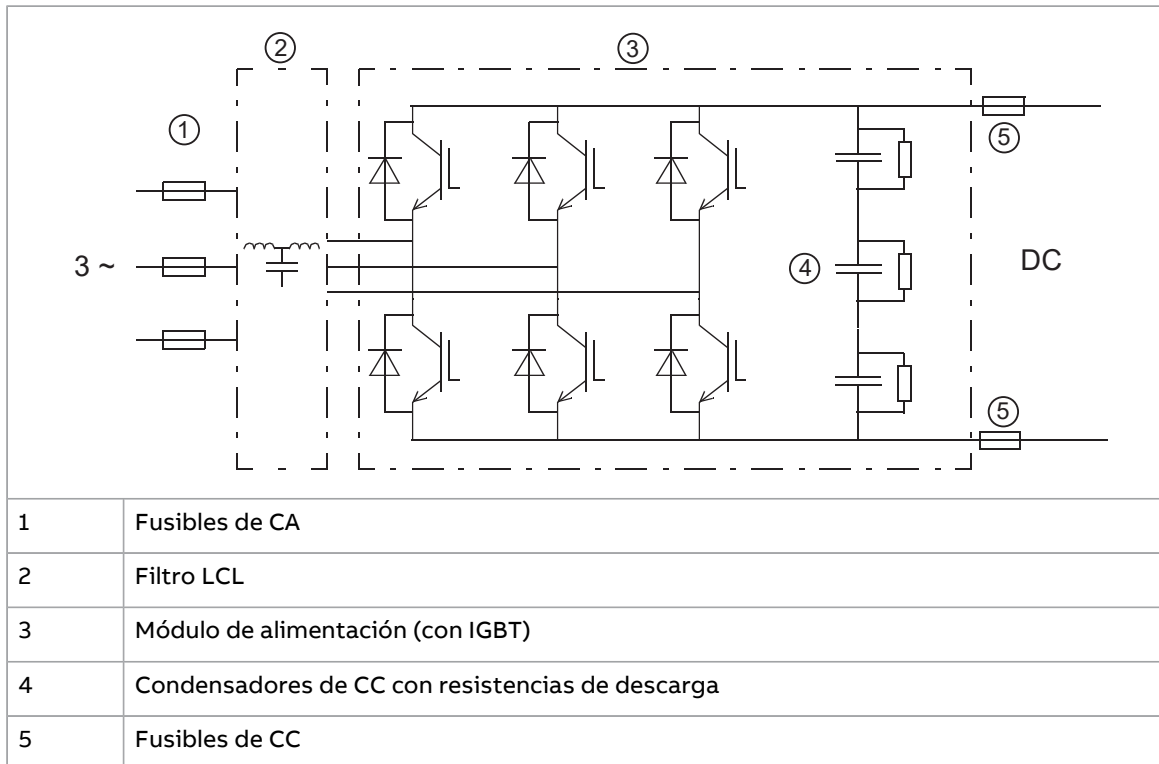 ②
③
①
⑤
3 ~
④
DC
⑤
1 Fusibles de CA
2 Filtro LCL
3 Módulo de alimentación (con IGBT)
4 Condensadores de CC con resistencias de descarga
5 Fusibles de CC